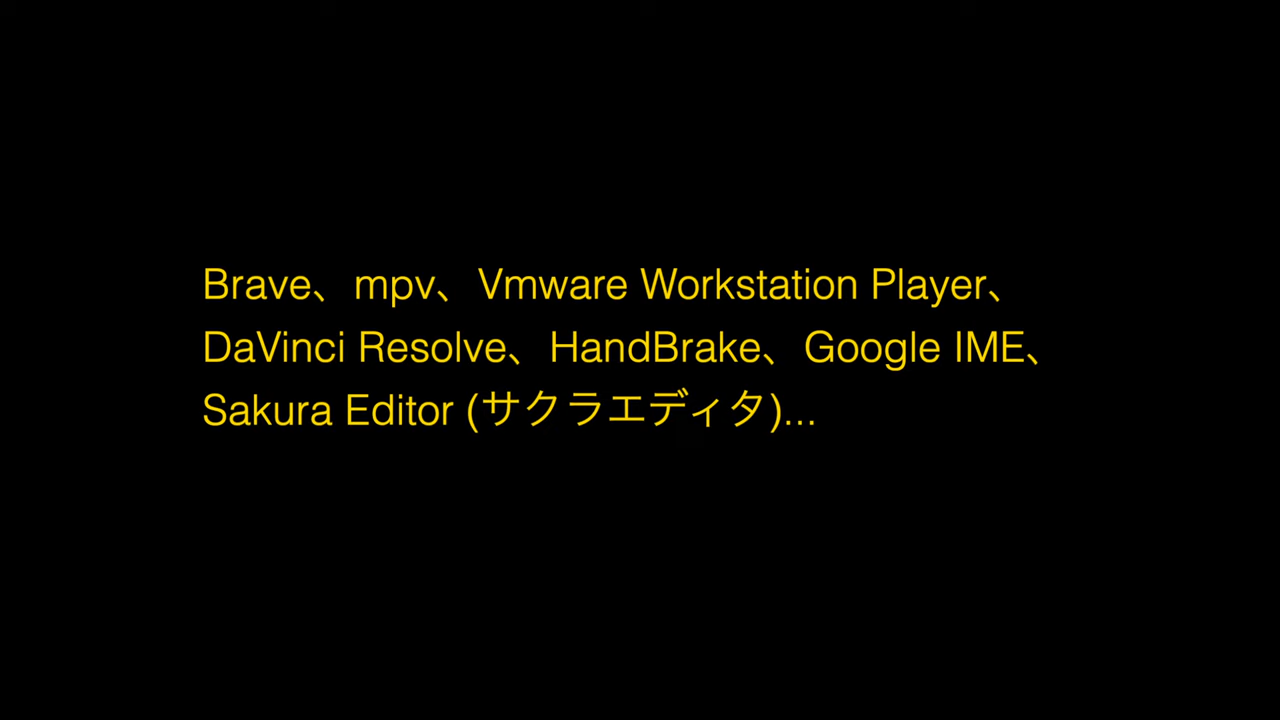 Brave、mpv、Vmware Workstation Player、
DaVinci Resolve、HandBrake、Google IME、
Sakura Editor (サクラエディタ)...